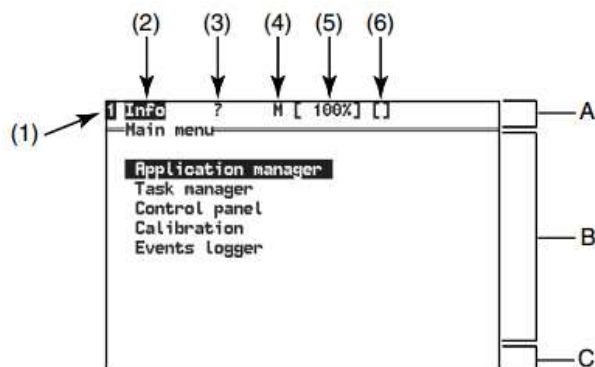 (2) (3) (4) (5) (6)
(1) 1 Info ? M [ 100%] [] A
Main menu
Application manager
Task manager
Control panel
Calibration
Events logger
B
C